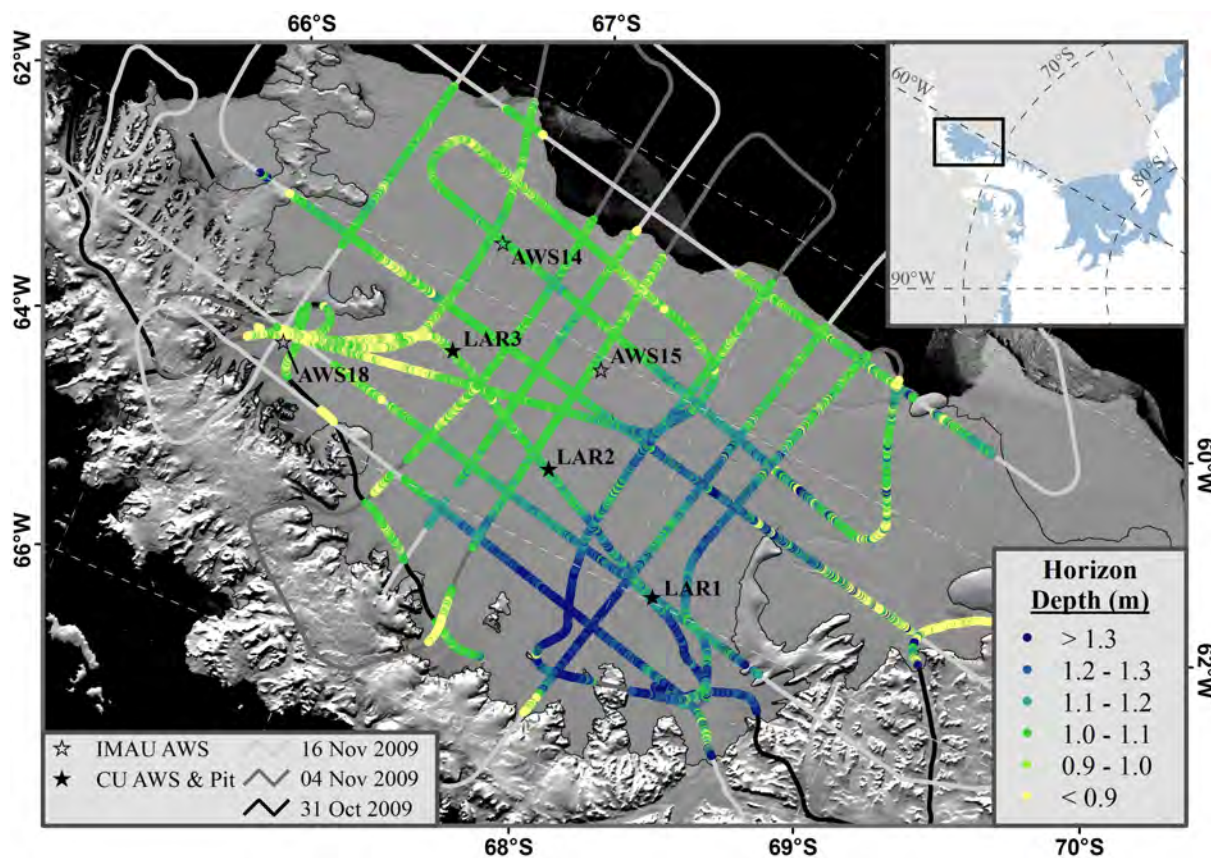 66°S
67°S
62°W
60°W
70°S
80°S
90°W
AWS14
64°W
LAR3
AWS15
AWS18
LAR2
60°W
66°W
LAR1
Horizon
Depth (m)
> 1.3
1.2 - 1.3
1.1 - 1.2
1.0 - 1.1
0.9 - 1.0
< 0.9
62°W
IMAU AWS
16 Nov 2009
CU AWS & Pit
04 Nov 2009
31 Oct 2009
68°S
69°S
70°S